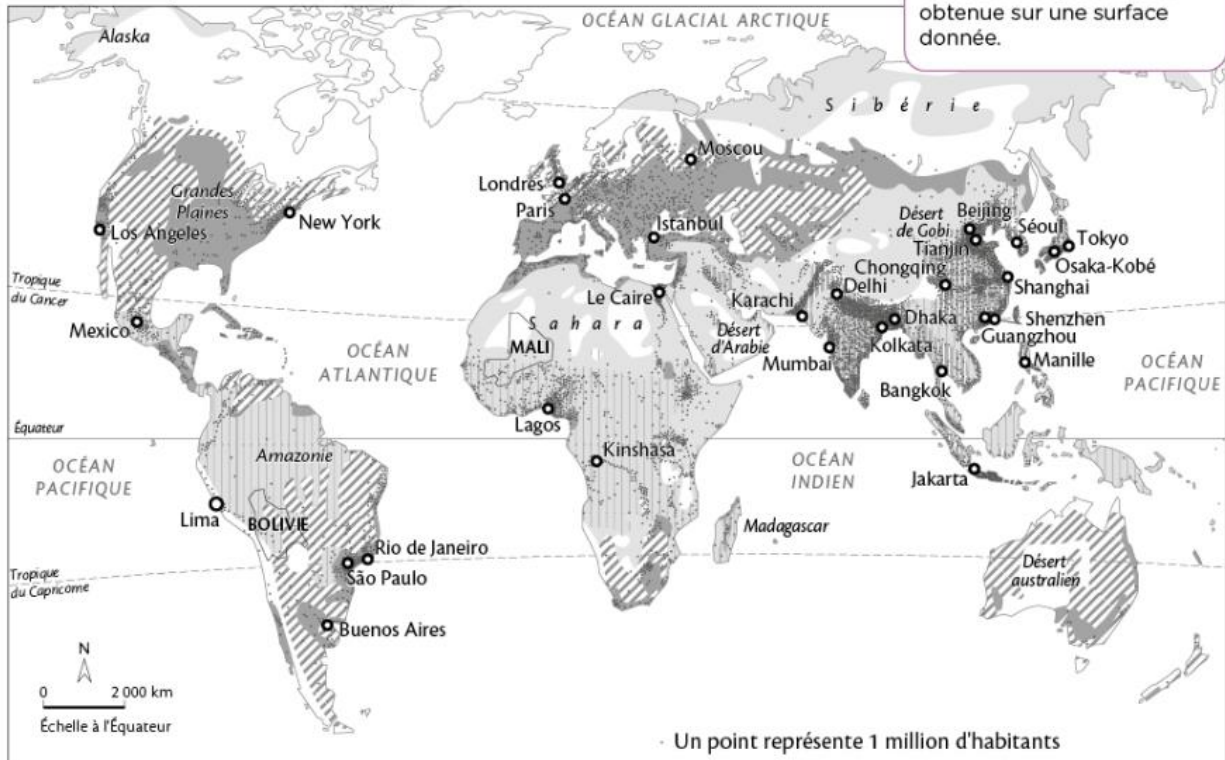 obtenue sur une surface
donnée.
OCÉAN GLACIAL ARCTIQUE
Alaska
Sibérie
Moscou
Londres
Paris
Grandes
Plaines
New York
Los Angeles
Istanbul
Désert
de Gobi
Beijing
Séoul
Tokyo
Tianjin
Osaka-Kobé
Chongqing
Shanghai
Tropique
du Cancer
Le Caire
Karachi
Delhi
Mexico
Sahara
Désert
d'Arabie
Dhaka
Shenzhen
Kolkata
Guangzhou
MALI
Mumbai
Manille
OCÉAN
ATLANTIQUE
OCÉAN
PACIFIQUE
Bangkok
Lagos
Équateur
Kinshasa
Amazonie
OCÉAN
PACIFIQUE
OCÉAN
INDIEN
Jakarta
Lima
BOLIVIE
Madagascar
Rio de Janeiro
São Paulo
Désert
australien
Tropique
du Capricorne
Buenos Aires
N
0 2 000 km
Échelle à l'Équateur
Un point représente 1 million d'habitants